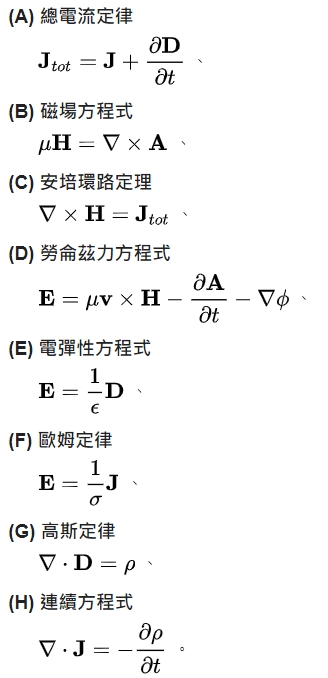 (A) 總電流定律
$\mathbf{J}_{tot} = \mathbf{J} + \frac{\partial \mathbf{D}}{\partial t}$ 、
(B) 磁場方程式
$\mu \mathbf{H} = \nabla \times \mathbf{A}$ 、
(C) 安培環路定理
$\nabla \times \mathbf{H} = \mathbf{J}_{tot}$ 、
(D) 勞侖茲力方程式
$\mathbf{E} = \mu \mathbf{v} \times \mathbf{H} - \frac{\partial \mathbf{A}}{\partial t} - \nabla \phi$ 、
(E) 電彈性方程式
$\mathbf{E} = \frac{1}{\epsilon} \mathbf{D}$ 、
(F) 歐姆定律
$\mathbf{E} = \frac{1}{\sigma} \mathbf{J}$ 、
(G) 高斯定律
$\nabla \cdot \mathbf{D} = \rho$ 、
(H) 連續方程式
$\nabla \cdot \mathbf{J} = -\frac{\partial \rho}{\partial t}$ 。